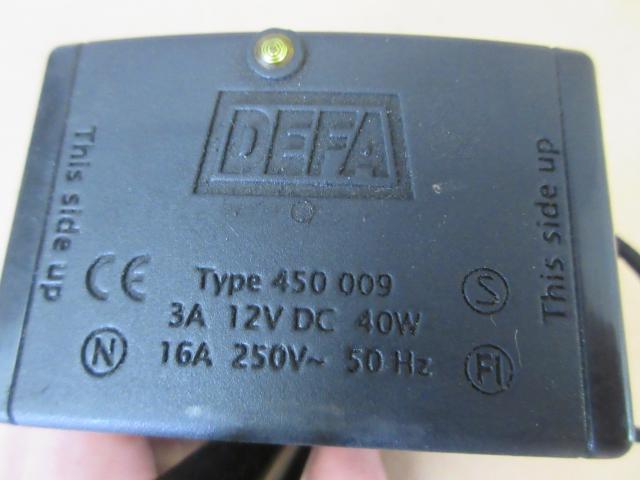 DEFA
This side up
This side up
CE Type 450 009 S
3A 12V DC 40W
N 16A 250V~ 50 Hz FI